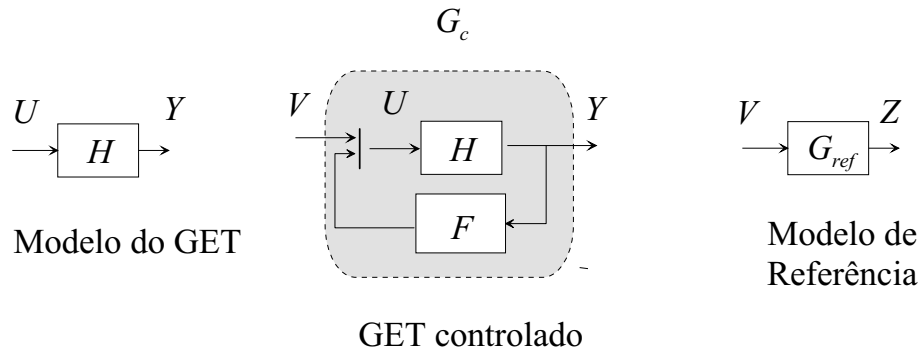 G_c
U
H
Y
V
U
H
Y
F
V
G_ref
Z
Modelo do GET
Modelo de
Referência
GET controlado